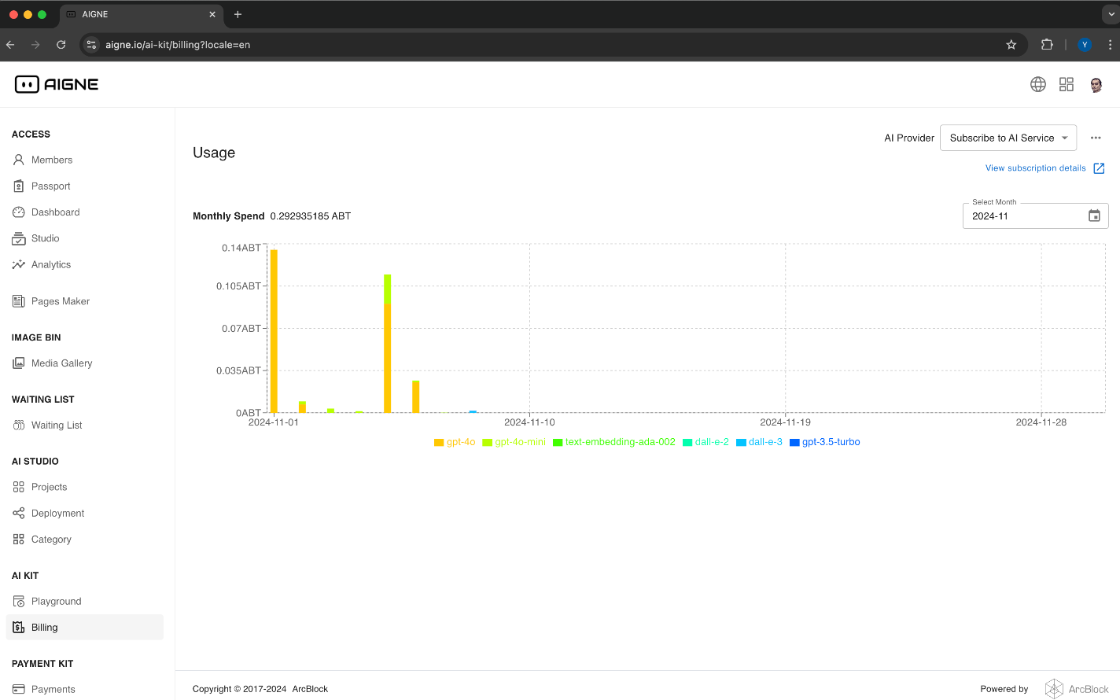 AIGNE
aigne.io/ai-kit/billing?locale=en
Y
AIGNE
ACCESS
Members
Passport
Dashboard
Studio
Analytics
Pages Maker
IMAGE BIN
Media Gallery
WAITING LIST
Waiting List
AI STUDIO
Projects
Deployment
Category
AI KIT
Playground
Billing
PAYMENT KIT
Payments
Usage
AI Provider Subscribe to AI Service
View subscription details
Monthly Spend 0.292935185 ABT
Select Month
2024-11
0.14ABT
0.105ABT
0.07ABT
0.035ABT
0ABT
2024-11-01 2024-11-10 2024-11-19 2024-11-28
gpt-4o gpt-4o-mini text-embedding-ada-002 dall-e-2 dall-e-3 gpt-3.5-turbo
Copyright © 2017-2024 ArcBlock
Powered by ArcBlock